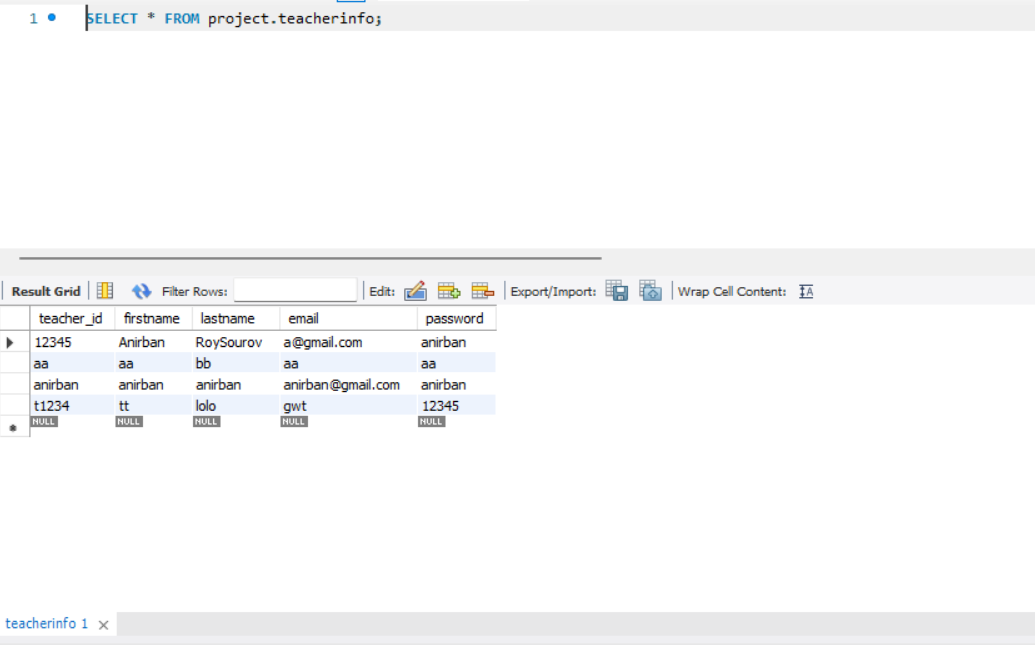 1 SELECT * FROM project.teacherinfo;
Result Grid Filter Rows: Edit: Export/Import: Wrap Cell Content:
teacher_id firstname lastname email password
12345 Anirban RoySourov a@gmail.com anirban
aa aa bb aa aa
anirban anirban anirban anirban@gmail.com anirban
t1234 tt lolo gwt 12345
NULL NULL NULL NULL NULL
teacherinfo 1